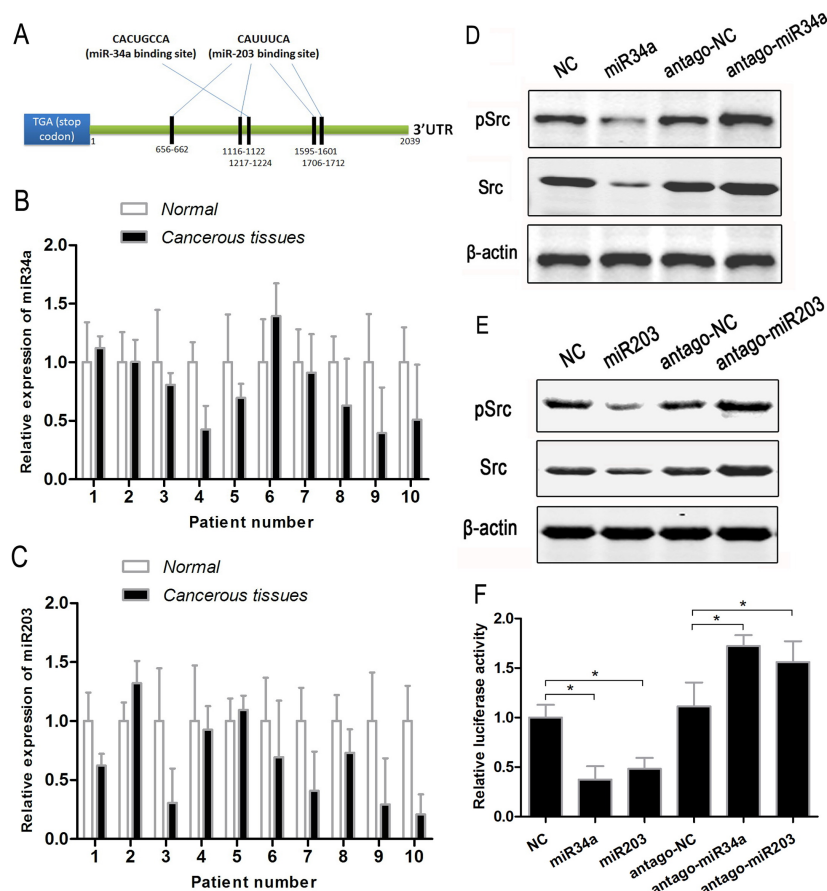 A
CACUGCCA
(miR-34a binding site)
CAUUUCA
(miR-203 binding site)
TGA (stop
codon)
3'UTR
1
656-662
1116-1122
1217-1224
1595-1601
1706-1712
2039
B
Normal
Cancerous tissues
Relative expression of miR34a
2.0
1.5
1.0
0.5
0.0
1 2 3 4 5 6 7 8 9 10
Patient number
C
Normal
Cancerous tissues
Relative expression of miR203
2.0
1.5
1.0
0.5
0.0
1 2 3 4 5 6 7 8 9 10
Patient number
D
NC miR34a antago-NC antago-miR34a
pSrc
Src
β-actin
E
NC miR203 antago-NC antago-miR203
pSrc
Src
β-actin
F
Relative luciferase activity
2.0
1.5
1.0
0.5
0.0
* * * *
NC miR34a miR203 antago-NC antago-miR34a antago-miR203